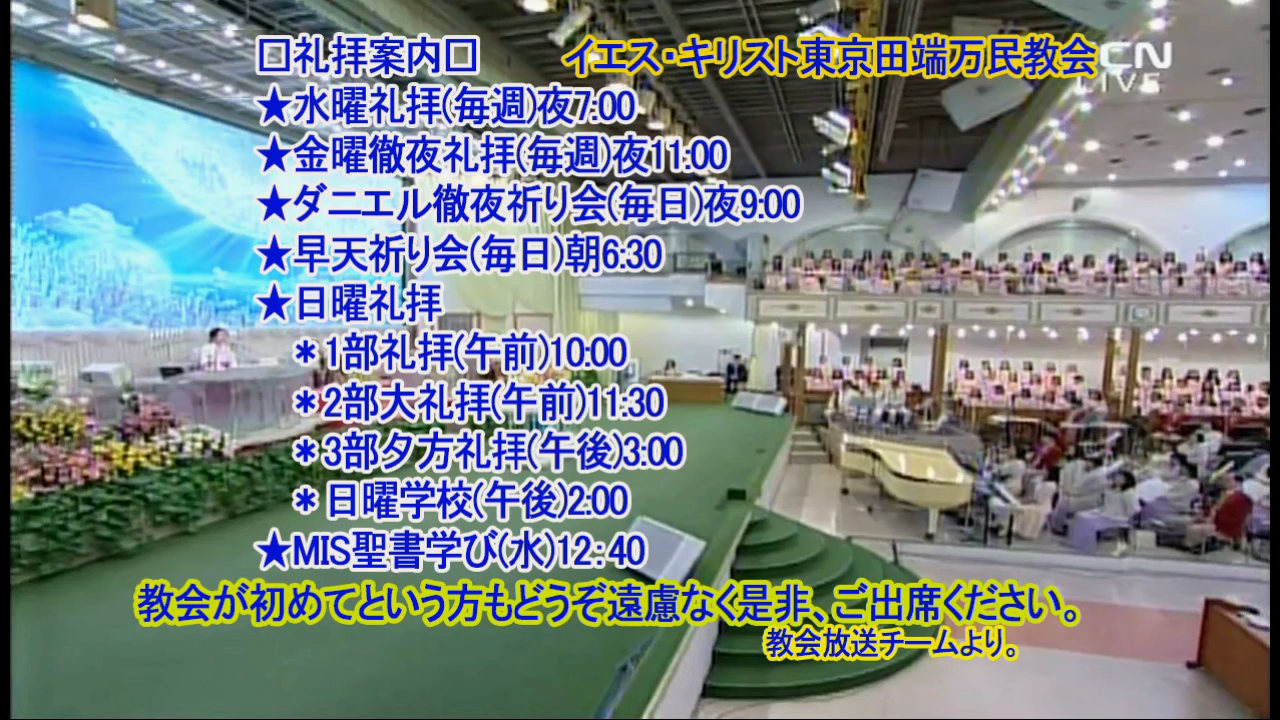 □礼拝案内□ イエス・キリスト東京田端万民教会 CN
LIVE
★水曜礼拝(毎週)夜7:00
★金曜徹夜礼拝(毎週)夜11:00
★ダニエル徹夜祈り会(毎日)夜9:00
★早天祈り会(毎日)朝6:30
★日曜礼拝
*1部礼拝(午前)10:00
*2部大礼拝(午前)11:30
*3部夕方礼拝(午後)3:00
*日曜学校(午後)2:00
★MIS聖書学び(水)12:40
教会が初めてという方もどうぞ遠慮なく是非、ご出席ください。
教会放送チームより。